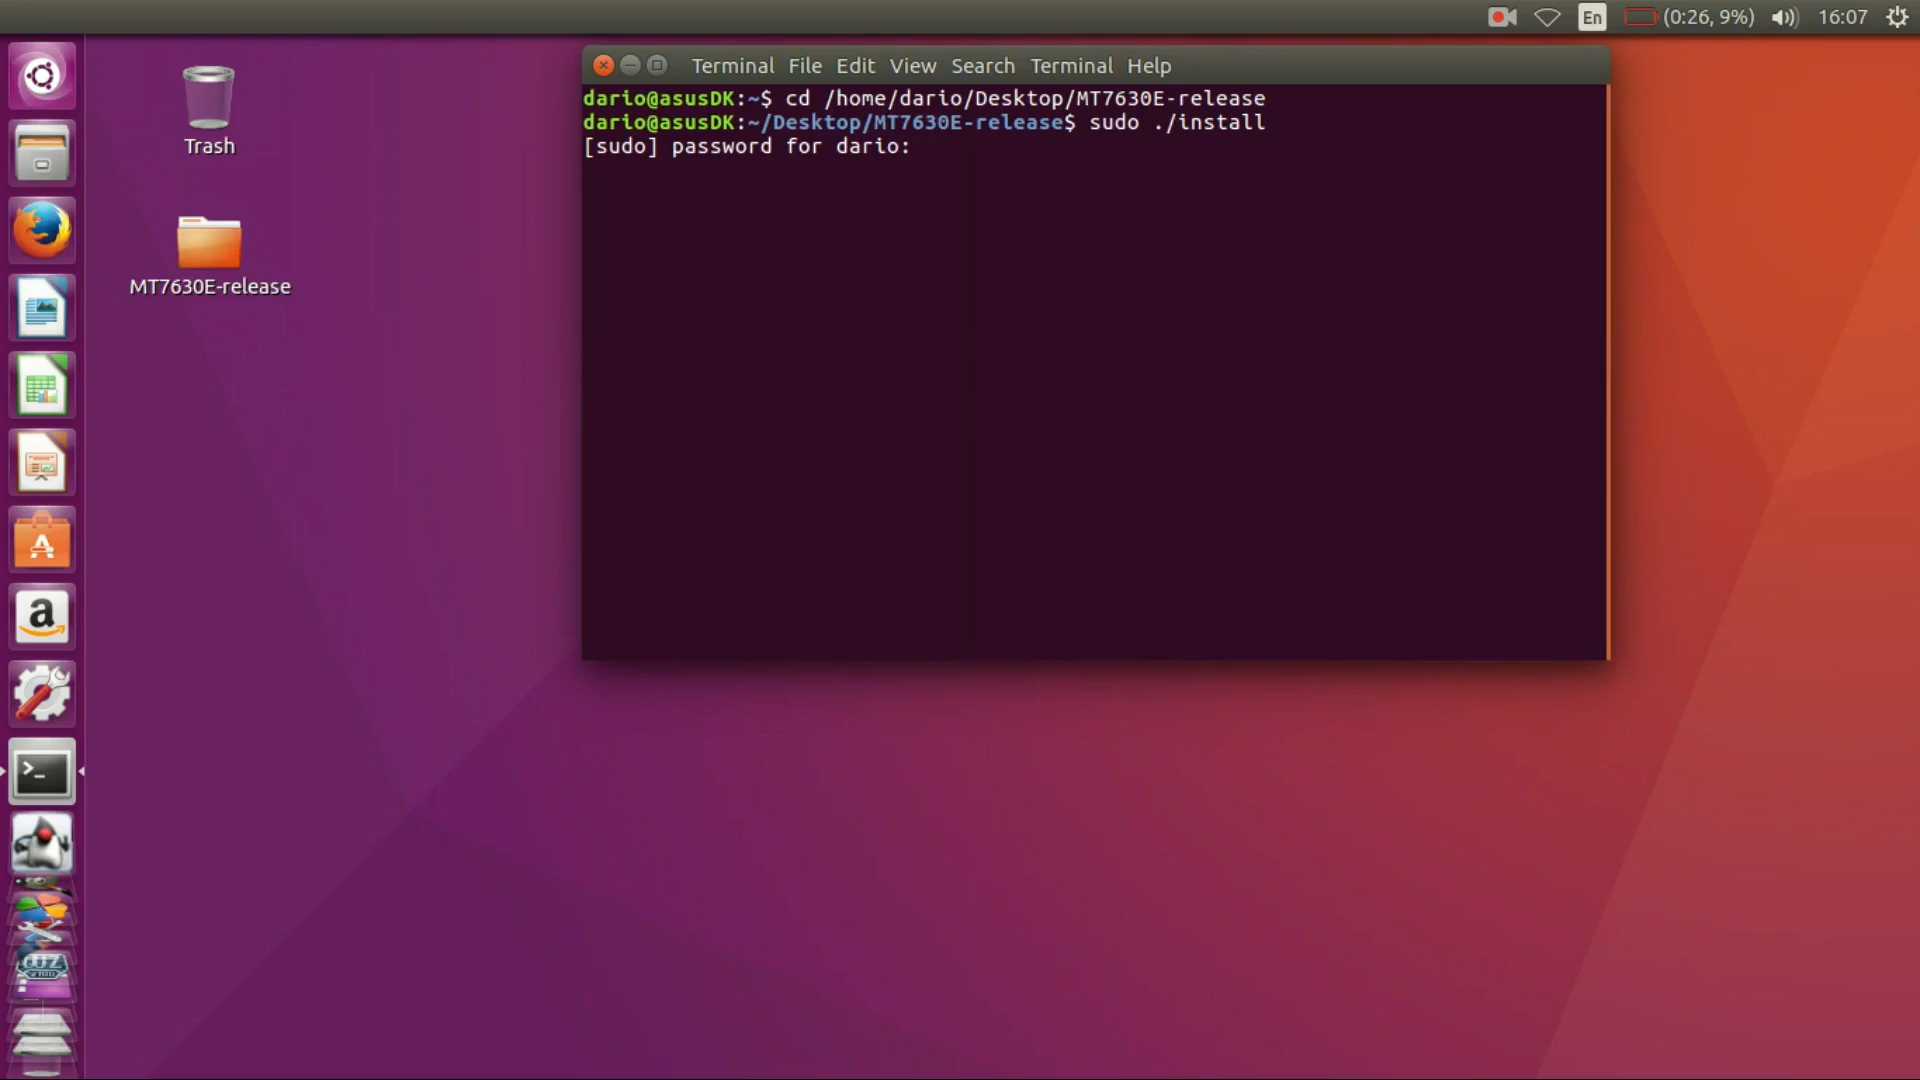 En (0:26, 9%) 16:07
Terminal File Edit View Search Terminal Help
dario@asusDK:~$ cd /home/dario/Desktop/MT7630E-release
dario@asusDK:~/Desktop/MT7630E-release$ sudo ./install
[sudo] password for dario:
Trash
MT7630E-release